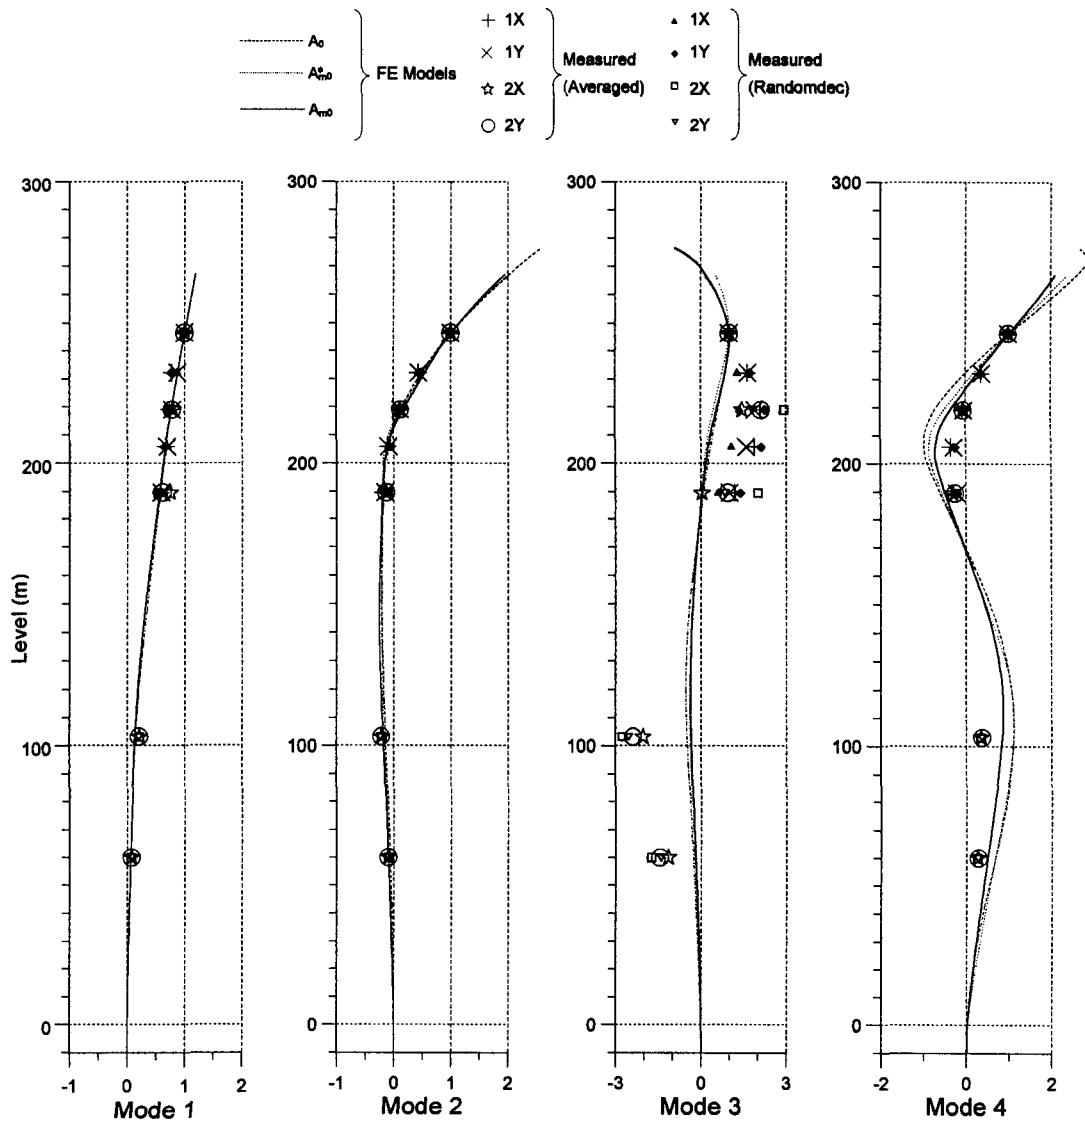 A₀
Aᵒₘ₀
Aₘ₀
FE Models
1X
1Y
2X
2Y
Measured
(Averaged)
1X
1Y
2X
2Y
Measured
(Randomdec)
Level (m)
300
200
100
0
-1 0 1 2
Mode 1
300
200
100
0
-1 0 1 2
Mode 2
300
200
100
0
-3 0 3
Mode 3
300
200
100
0
-2 0 2
Mode 4